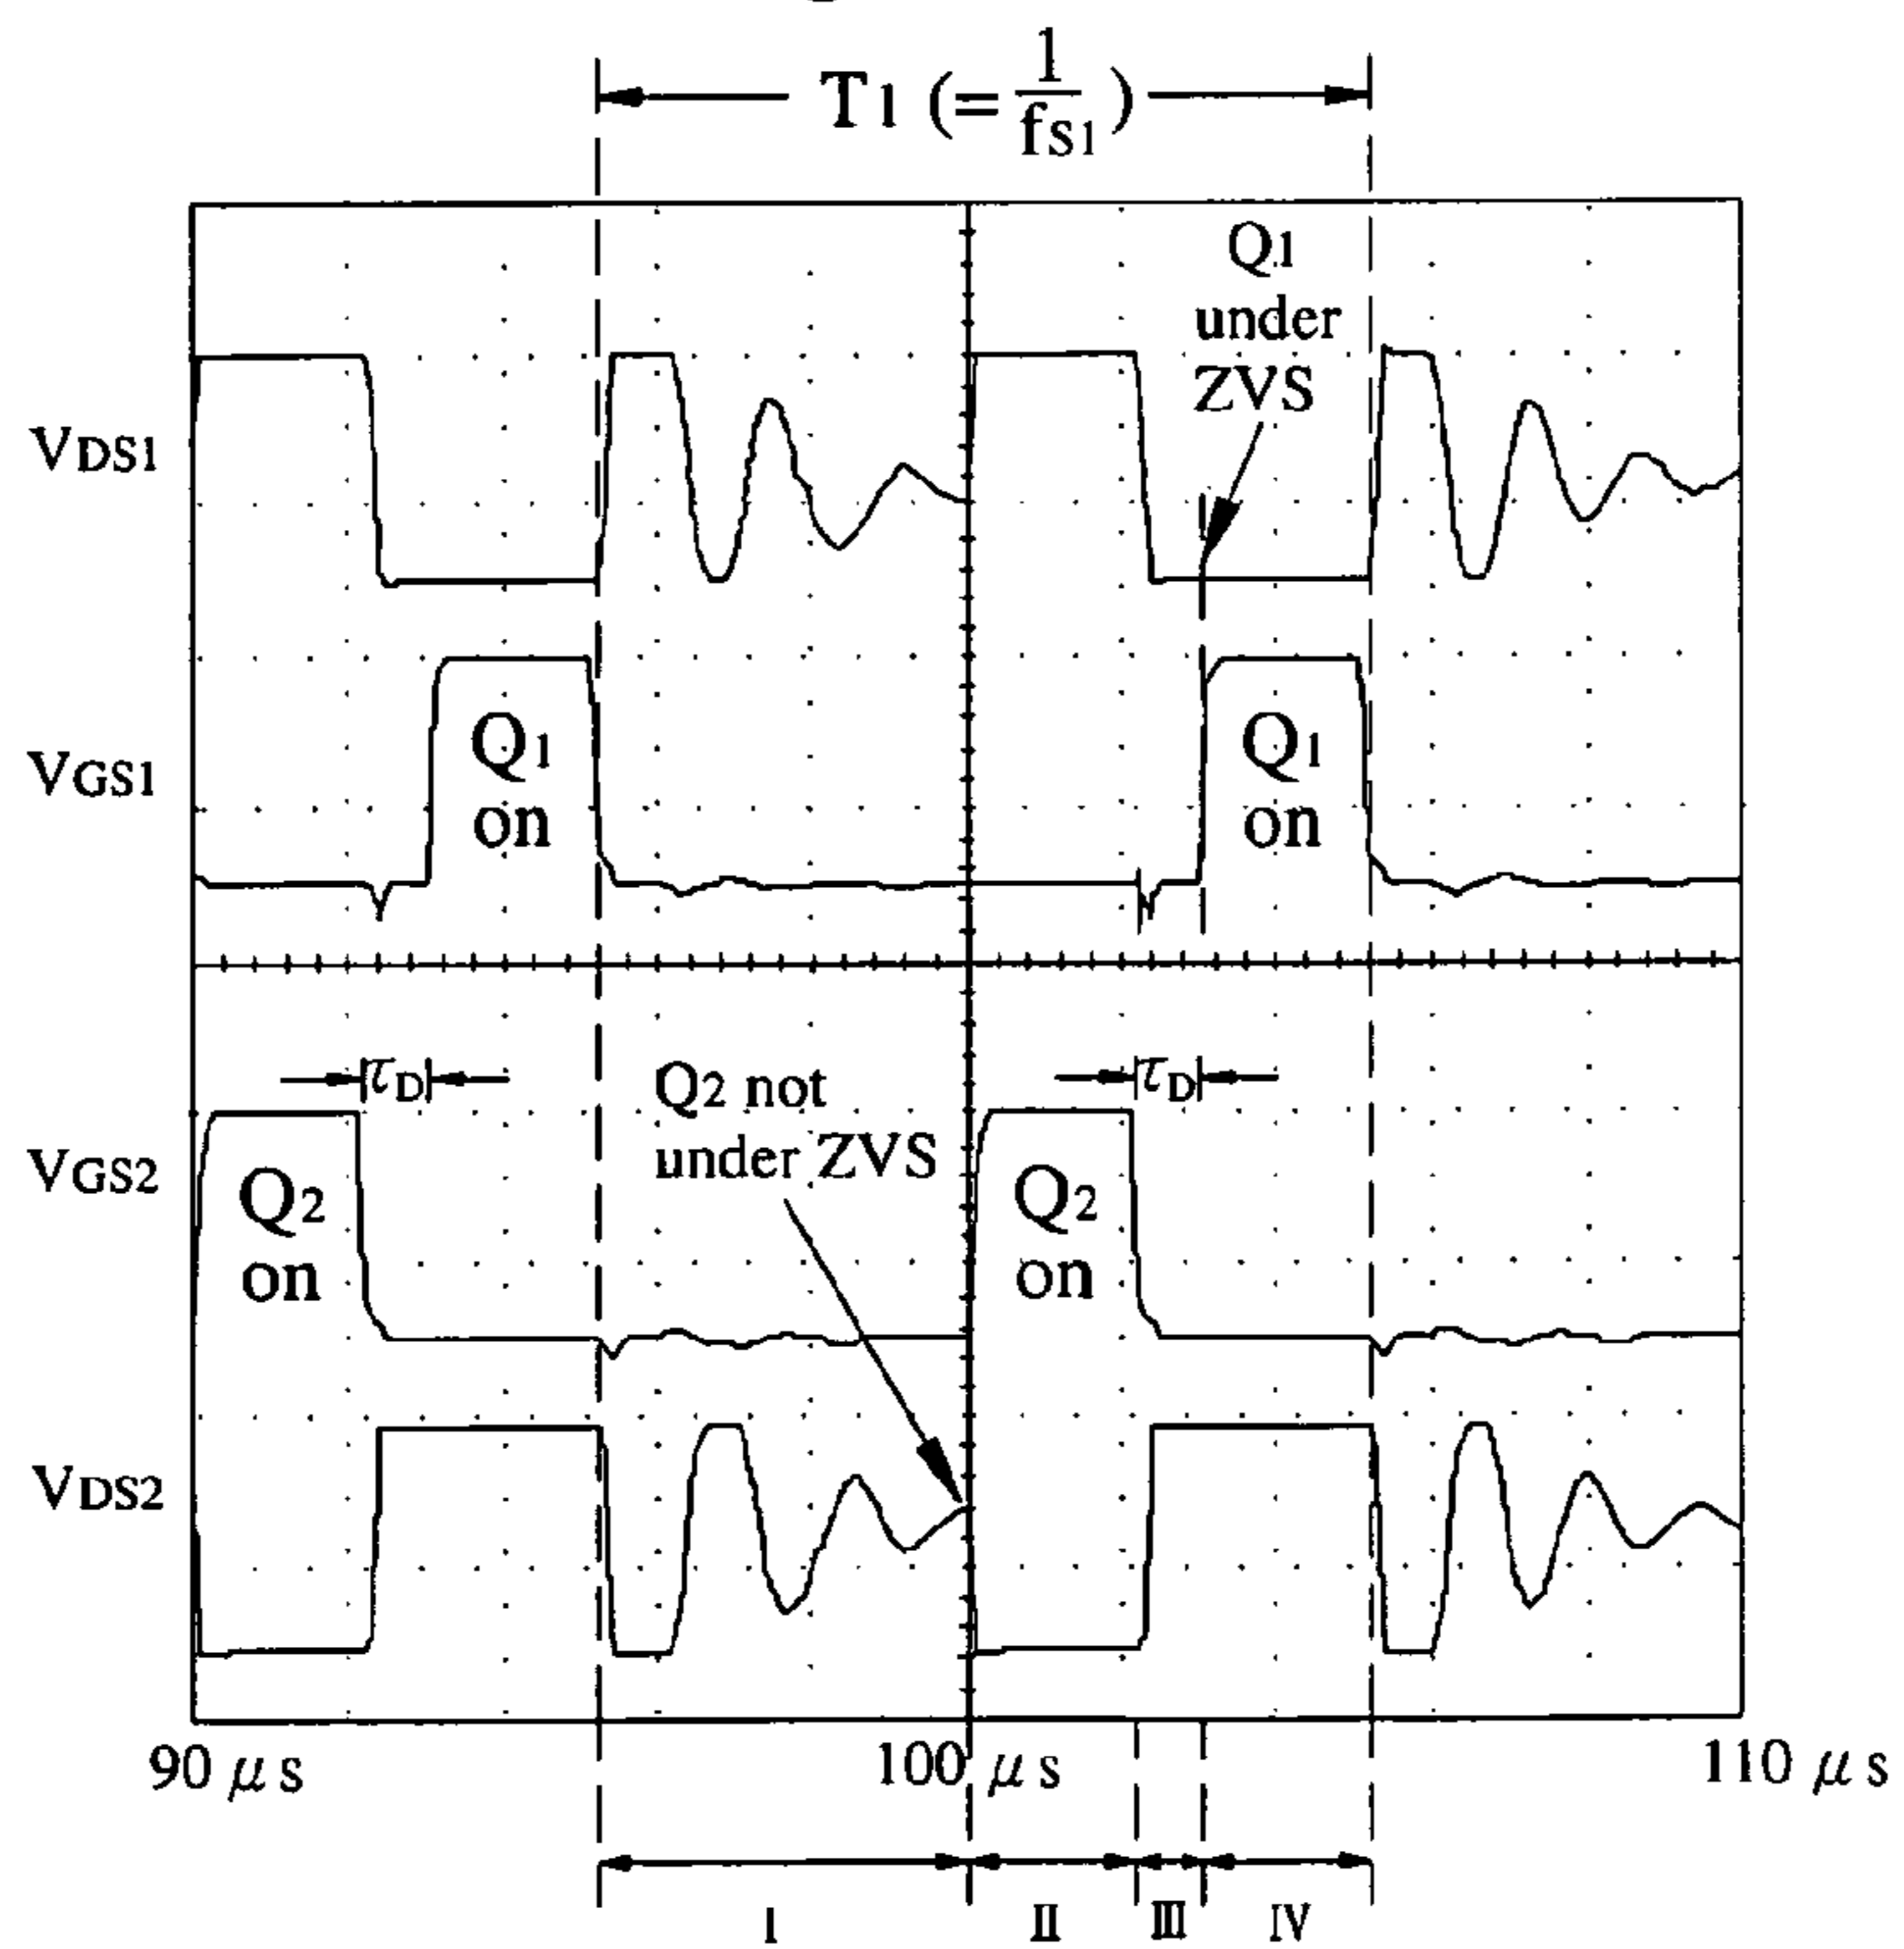 T1 (= 1/fS1)
Q1
under
ZVS
VDS1
VGS1
Q1
on
Q1
on
τD
τD
Q2 not
under ZVS
VGS2
Q2
on
Q2
on
VDS2
90 μs
100 μs
110 μs
I
II
III
IV